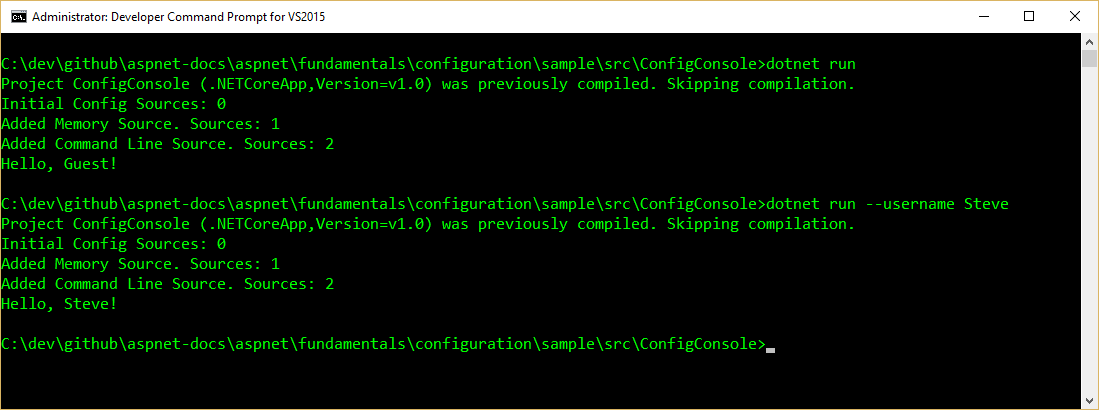 Administrator: Developer Command Prompt for VS2015
C:\dev\github\aspnet-docs\aspnet\fundamentals\configuration\sample\src\ConfigConsole>dotnet run
Project ConfigConsole (.NETCoreApp,Version=v1.0) was previously compiled. Skipping compilation.
Initial Config Sources: 0
Added Memory Source. Sources: 1
Added Command Line Source. Sources: 2
Hello, Guest!
C:\dev\github\aspnet-docs\aspnet\fundamentals\configuration\sample\src\ConfigConsole>dotnet run --username Steve
Project ConfigConsole (.NETCoreApp,Version=v1.0) was previously compiled. Skipping compilation.
Initial Config Sources: 0
Added Memory Source. Sources: 1
Added Command Line Source. Sources: 2
Hello, Steve!
C:\dev\github\aspnet-docs\aspnet\fundamentals\configuration\sample\src\ConfigConsole>